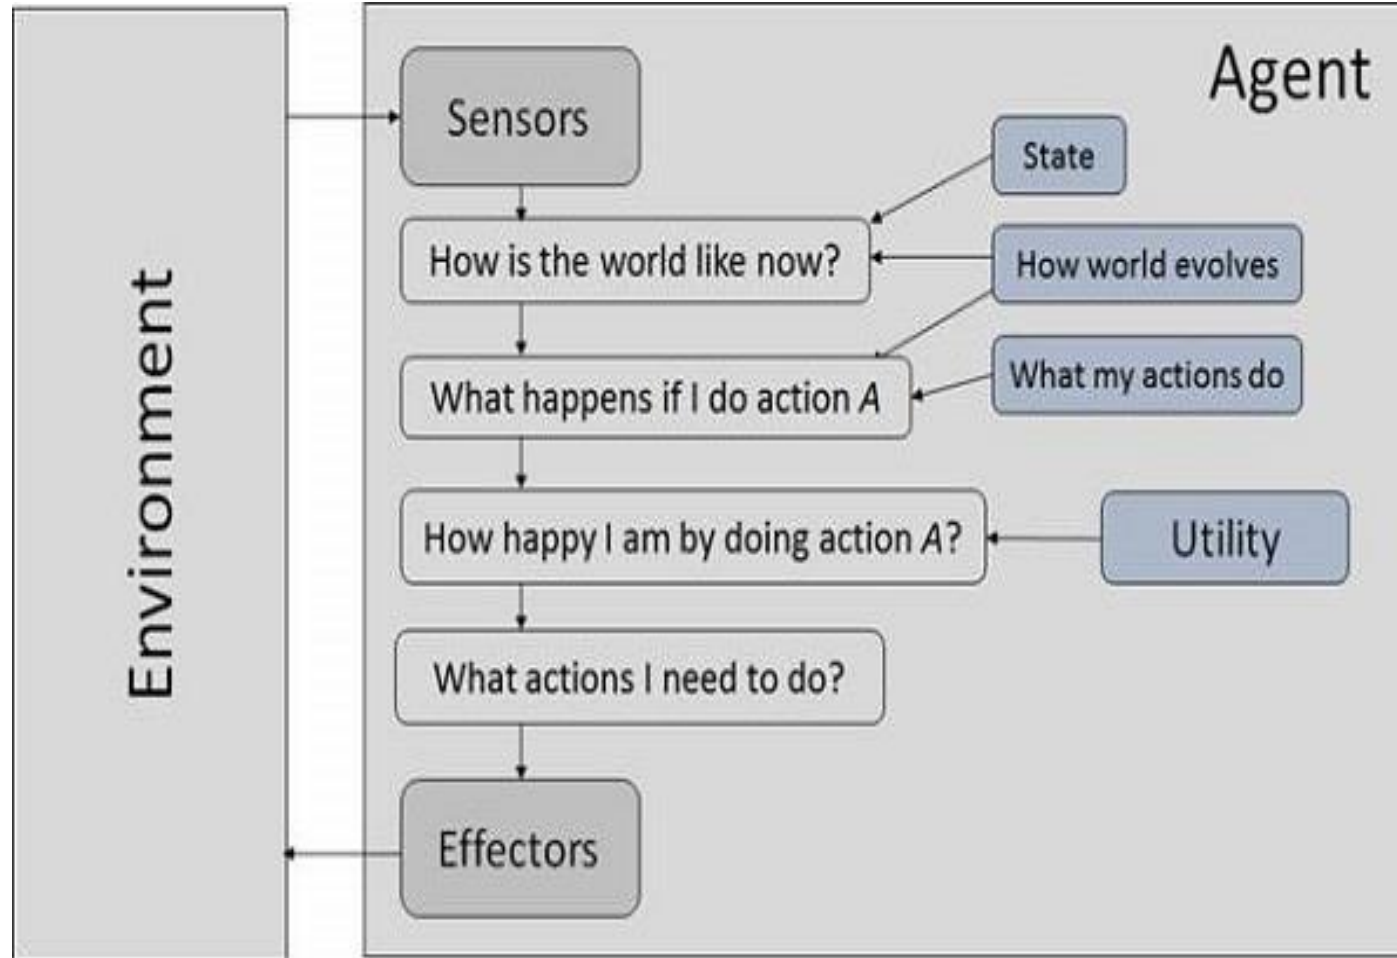 Agent
Environment
Sensors
State
How is the world like now?
How world evolves
What happens if I do action A
What my actions do
How happy I am by doing action A?
Utility
What actions I need to do?
Effectors